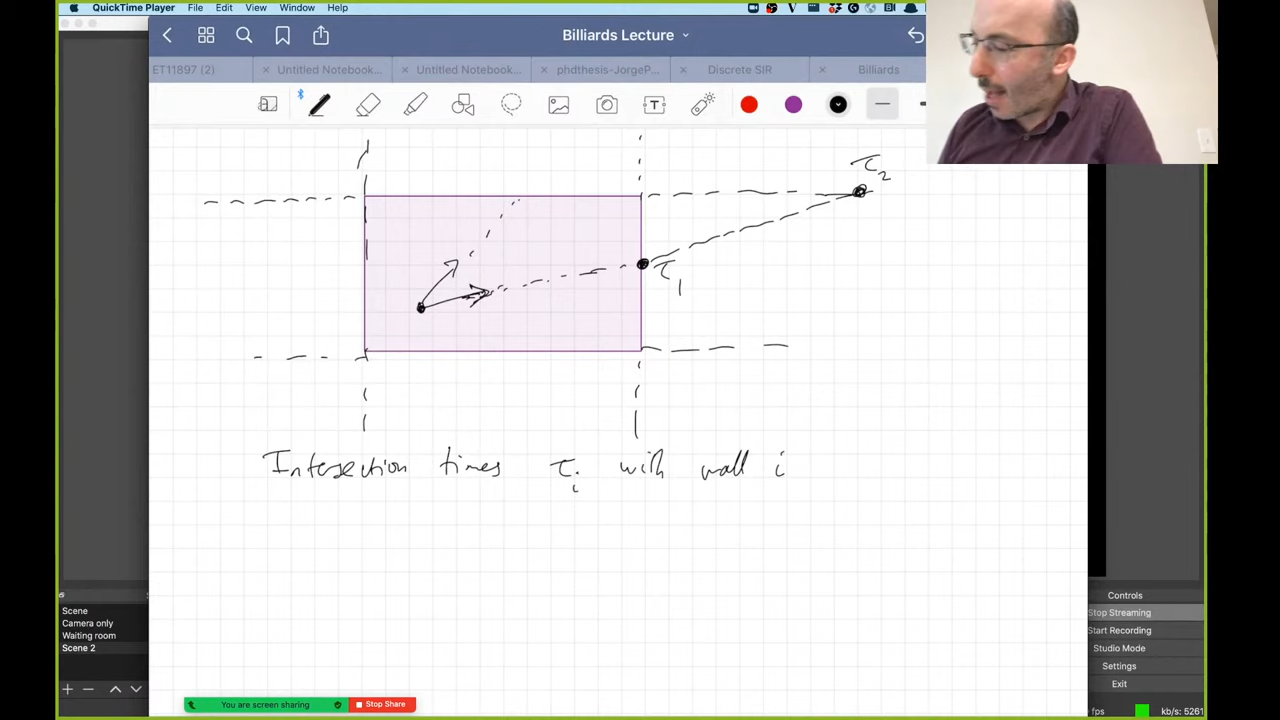 QuickTime Player File Edit View Window Help
Billiards Lecture
ET11897 (2) × Untitled Notebook... × Untitled Notebook... × phdthesis-JorgeP... × Discrete SIR × Billiards
T
τ2
τ1
Intersection times τi with wall i
Scene
Camera only
Waiting room
Scene 2
Controls
Stop Streaming
Start Recording
Studio Mode
Settings
Exit
You are screen sharing Stop Share
fps kb/s: 5261